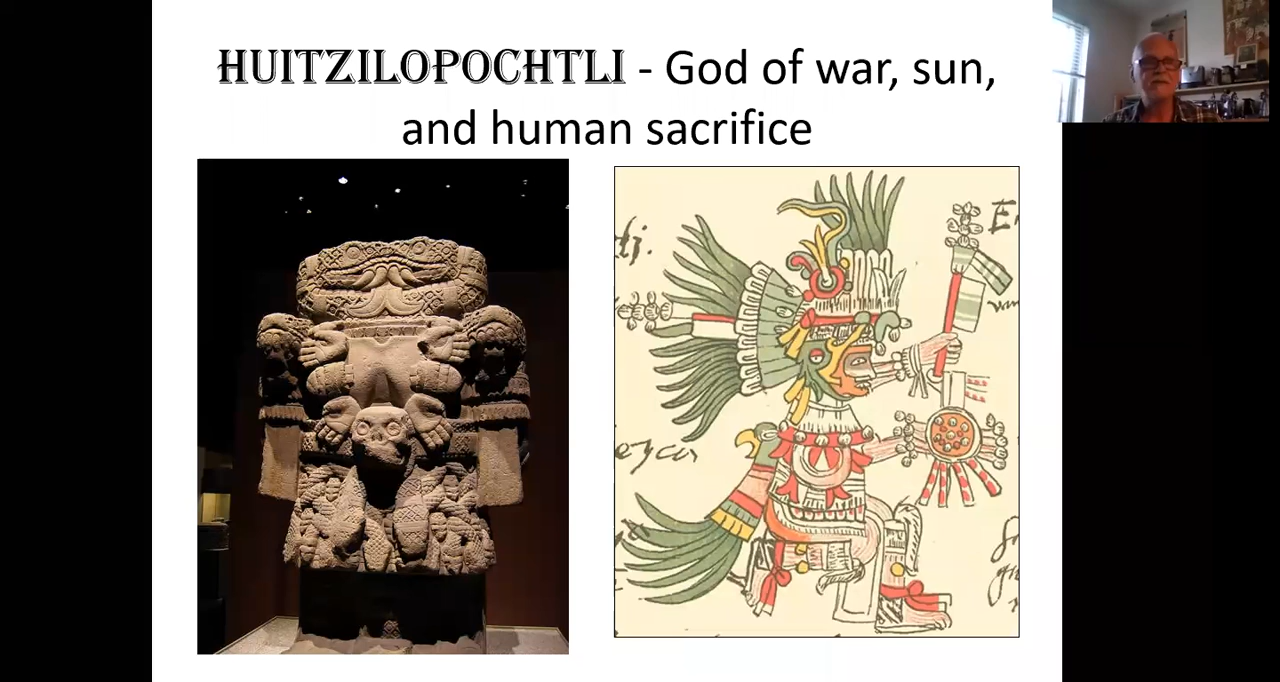 HUITZILOPOCHTLI - God of war, sun,
and human sacrifice